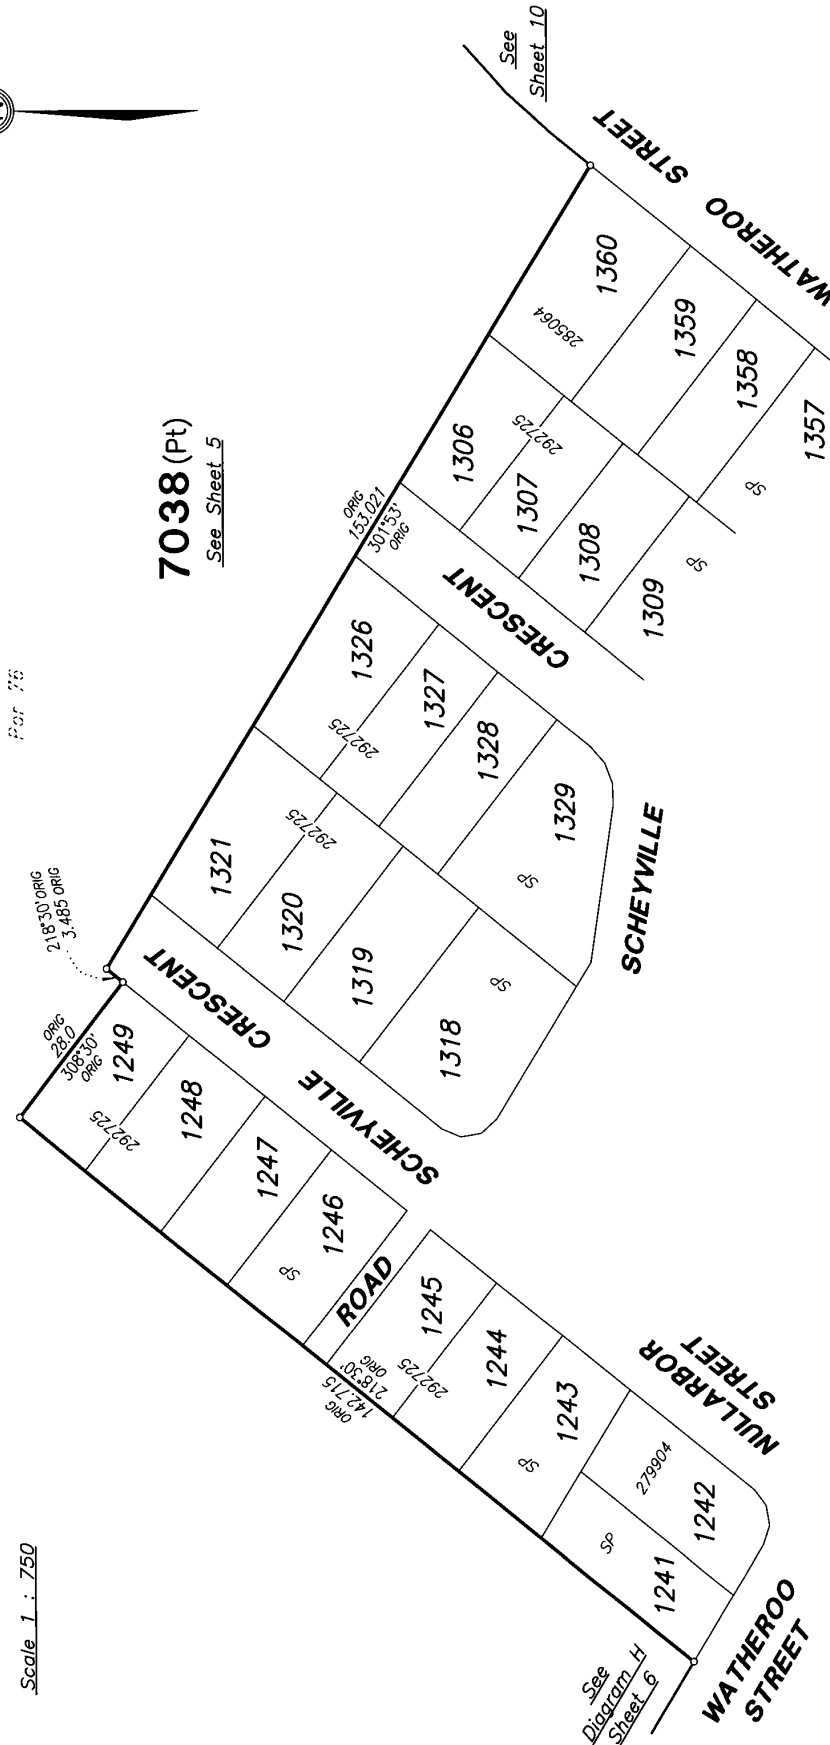 Scale 1 : 750
See
Sheet 10
7038 (Pt)
See Sheet 5
Por 76
218°30' ORIG
3.485 ORIG
ORIG
28.0
308°30'
ORIG
ORIG
153.021
301°53'
ORIG
ORIG
142.715
218°30'
ORIG
WATHEROO STREET
1360
285064
1359
1358
1357
SP
1306
292725
1307
1308
1309
SP
CRESCENT
1326
292725
1327
1328
1329
SP
SCHEYVILLE
1321
292725
1320
1319
1318
SP
SCHEYVILLE CRESCENT
1249
292725
1248
1247
1246
SP
ROAD
1245
292725
1244
1243
SP
NULLARBOR
STREET
279904
1242
SP
1241
WATHEROO
STREET
See
Diagram H
Sheet 6